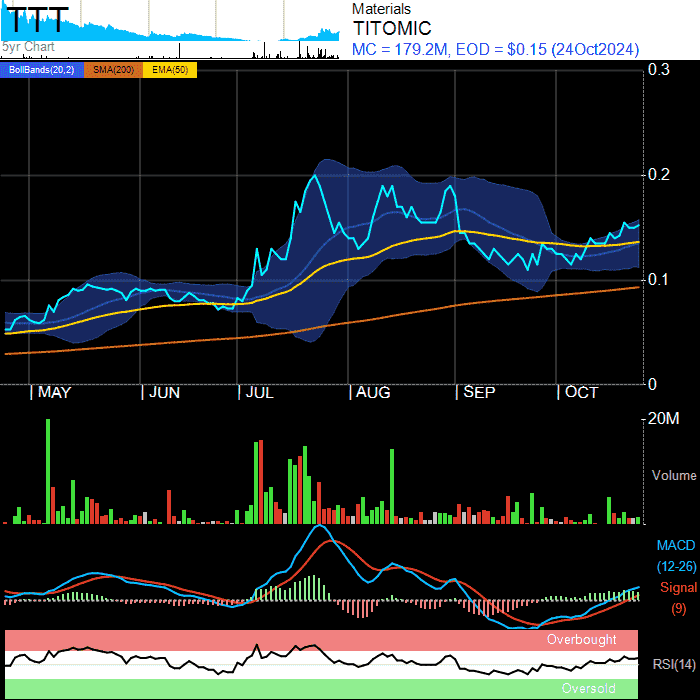 TTT
5yr Chart
Materials
TITOMIC
MC = 179.2M, EOD = $0.15 (24Oct2024)
BollBands(20,2) SMA(200) EMA(50)
0.3
0.2
0.1
0
MAY JUN JUL AUG SEP OCT
20M
Volume
MACD
(12-26)
Signal
(9)
Overbought
RSI(14)
Oversold